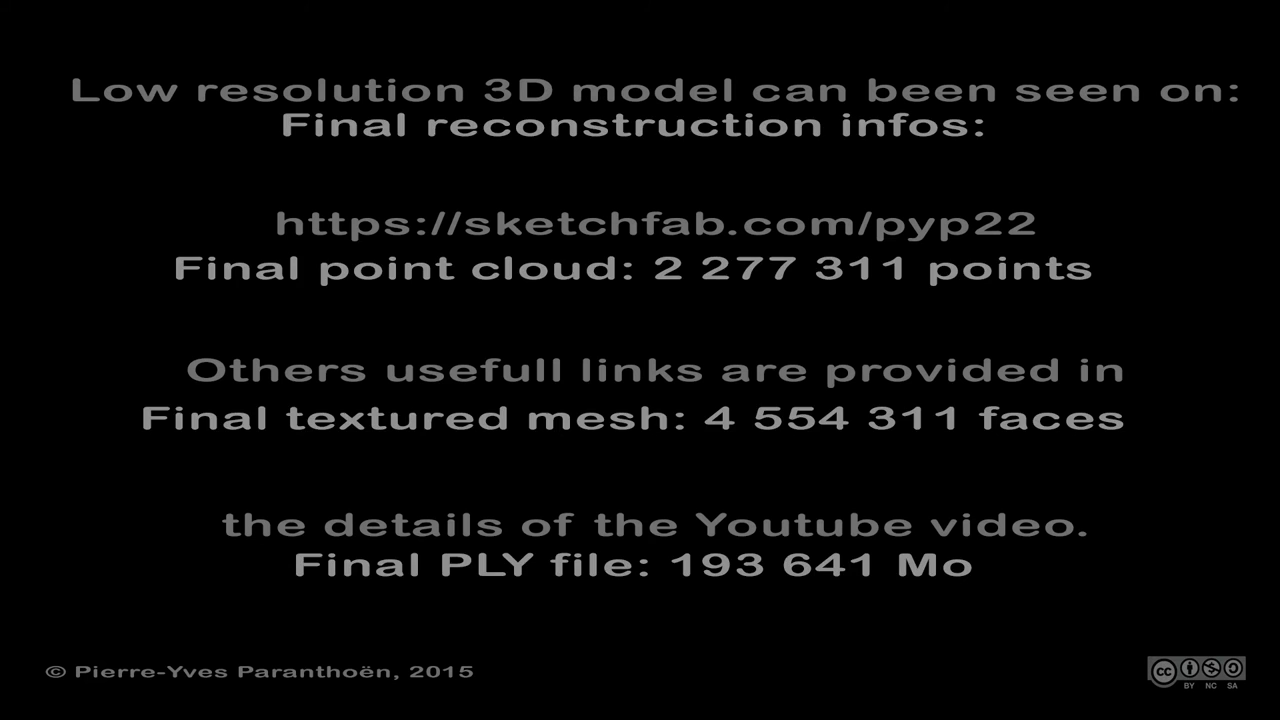 Low resolution 3D model can been seen on:
Final reconstruction infos:
https://sketchfab.com/pyp22
Final point cloud: 2 277 311 points
Others usefull links are provided in
Final textured mesh: 4 554 311 faces
the details of the Youtube video.
Final PLY file: 193 641 Mo
© Pierre-Yves Paranthoën, 2015
cc
BY NC SA